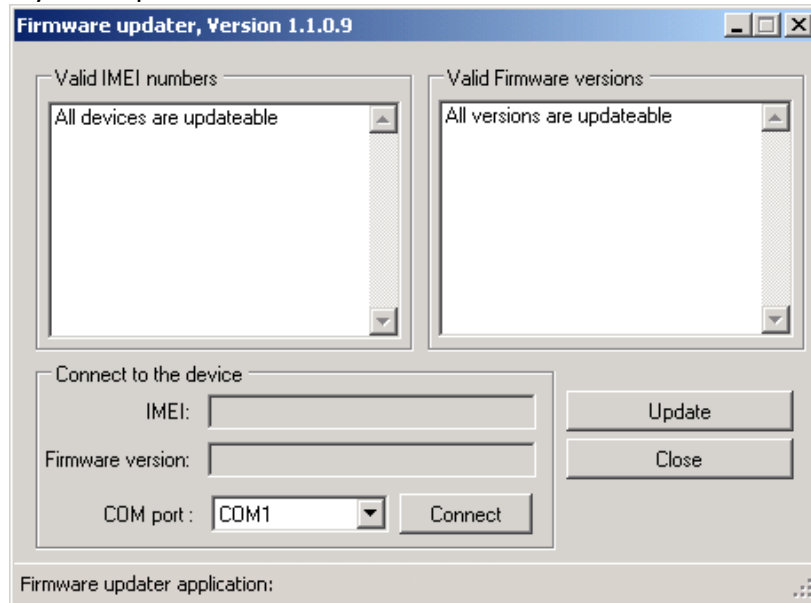 Firmware updater, Version 1.1.0.9
Valid IMEI numbers
All devices are updateable
Valid Firmware versions
All versions are updateable
Connect to the device
IMEI:
Firmware version:
COM port : COM1 Connect
Update
Close
Firmware updater application: